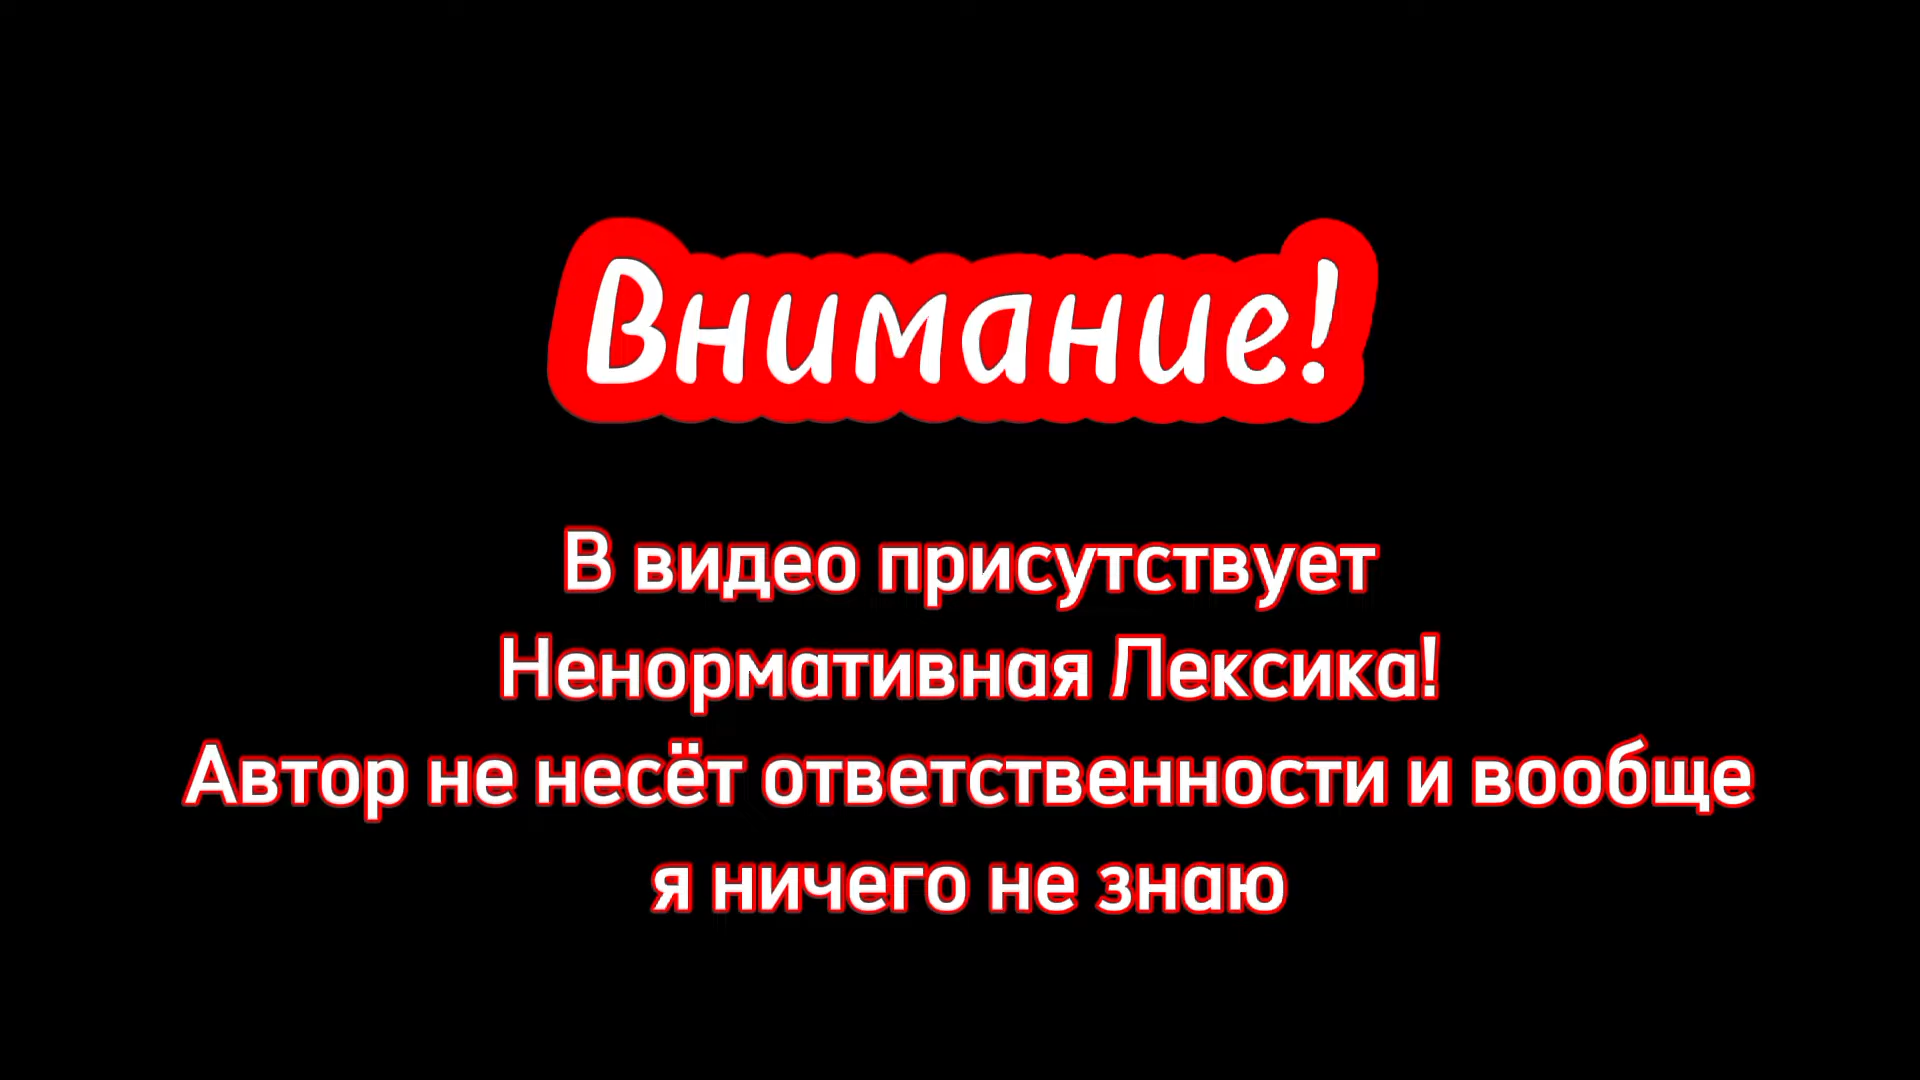 Внимание!
В видео присутствует
Ненормативная Лексика!
Автор не несёт ответственности и вообще
я ничего не знаю